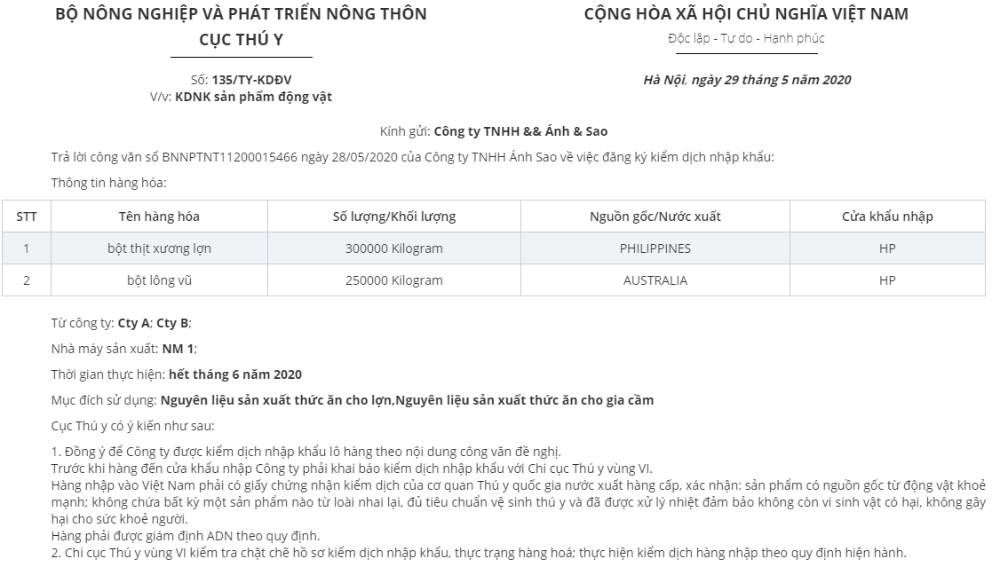 BỘ NÔNG NGHIỆP VÀ PHÁT TRIỂN NÔNG THÔN
CỤC THÚ Y
CỘNG HÒA XÃ HỘI CHỦ NGHĨA VIỆT NAM
Độc lập - Tự do - Hạnh phúc
Số: 135/TY-KDĐV
V/v: KDNK sản phẩm động vật
Hà Nội, ngày 29 tháng 5 năm 2020
Kính gửi: Công ty TNHH && Ánh & Sao
Trả lời công văn số BNNPTNT11200015466 ngày 28/05/2020 của Công ty TNHH Ánh Sao về việc đăng ký kiểm dịch nhập khẩu:
Thông tin hàng hóa:
STT Tên hàng hóa Số lượng/Khối lượng Nguồn gốc/Nước xuất Cửa khẩu nhập
1 bột thịt xương lợn 300000 Kilogram PHILIPPINES HP
2 bột lông vũ 250000 Kilogram AUSTRALIA HP
Từ công ty: Cty A; Cty B;
Nhà máy sản xuất: NM 1;
Thời gian thực hiện: hết tháng 6 năm 2020
Mục đích sử dụng: Nguyên liệu sản xuất thức ăn cho lợn,Nguyên liệu sản xuất thức ăn cho gia cầm
Cục Thú y có ý kiến như sau:
1. Đồng ý để Công ty được kiểm dịch nhập khẩu lô hàng theo nội dung công văn đề nghị.
Trước khi hàng đến cửa khẩu nhập Công ty phải khai báo kiểm dịch nhập khẩu với Chi cục Thú y vùng VI.
Hàng nhập vào Việt Nam phải có giấy chứng nhận kiểm dịch của cơ quan Thú y quốc gia nước xuất hàng cấp, xác nhận: sản phẩm có nguồn gốc từ động vật khoẻ
mạnh; không chứa bất kỳ một sản phẩm nào từ loài nhai lại, đủ tiêu chuẩn vệ sinh thú y và đã được xử lý nhiệt đảm bảo không còn vi sinh vật có hại, không gây
hại cho sức khoẻ người.
Hàng phải được giám định ADN theo quy định.
2. Chi cục Thú y vùng VI kiểm tra chặt chẽ hồ sơ kiểm dịch nhập khẩu, thực trạng hàng hoá; thực hiện kiểm dịch hàng nhập theo quy định hiện hành.